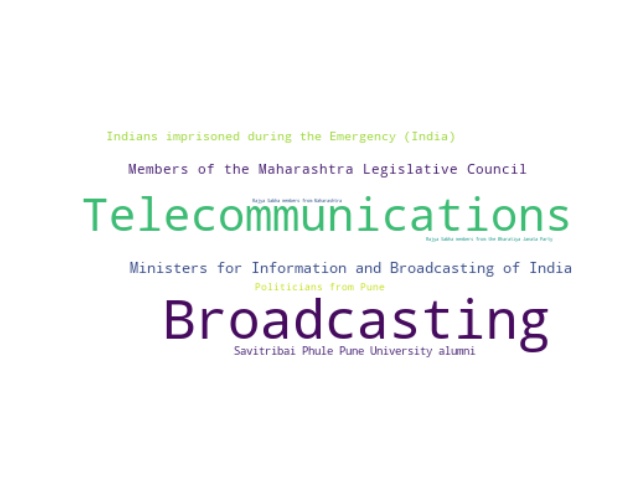 Indians imprisoned during the Emergency (India)
Members of the Maharashtra Legislative Council
Telecommunications
Rajya Sabha members from Maharashtra
Rajya Sabha members from the Bharatiya Janata Party
Ministers for Information and Broadcasting of India
Politicians from Pune
Broadcasting
Savitribai Phule Pune University alumni